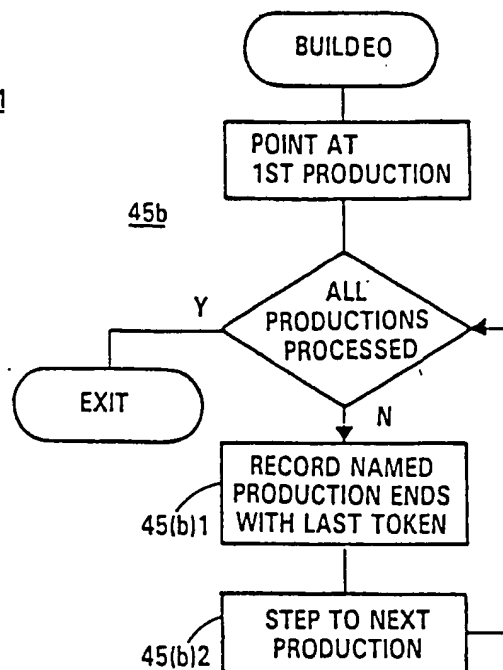 BUILDEO
1
POINT AT
1ST PRODUCTION
45b
ALL
PRODUCTIONS
PROCESSED
Y
EXIT
N
RECORD NAMED
PRODUCTION ENDS
WITH LAST TOKEN
45(b)1
STEP TO NEXT
PRODUCTION
45(b)2